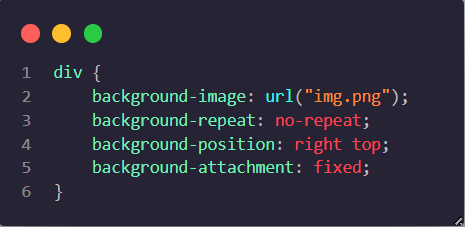 1 div {
2 background-image: url("img.png");
3 background-repeat: no-repeat;
4 background-position: right top;
5 background-attachment: fixed;
6 }